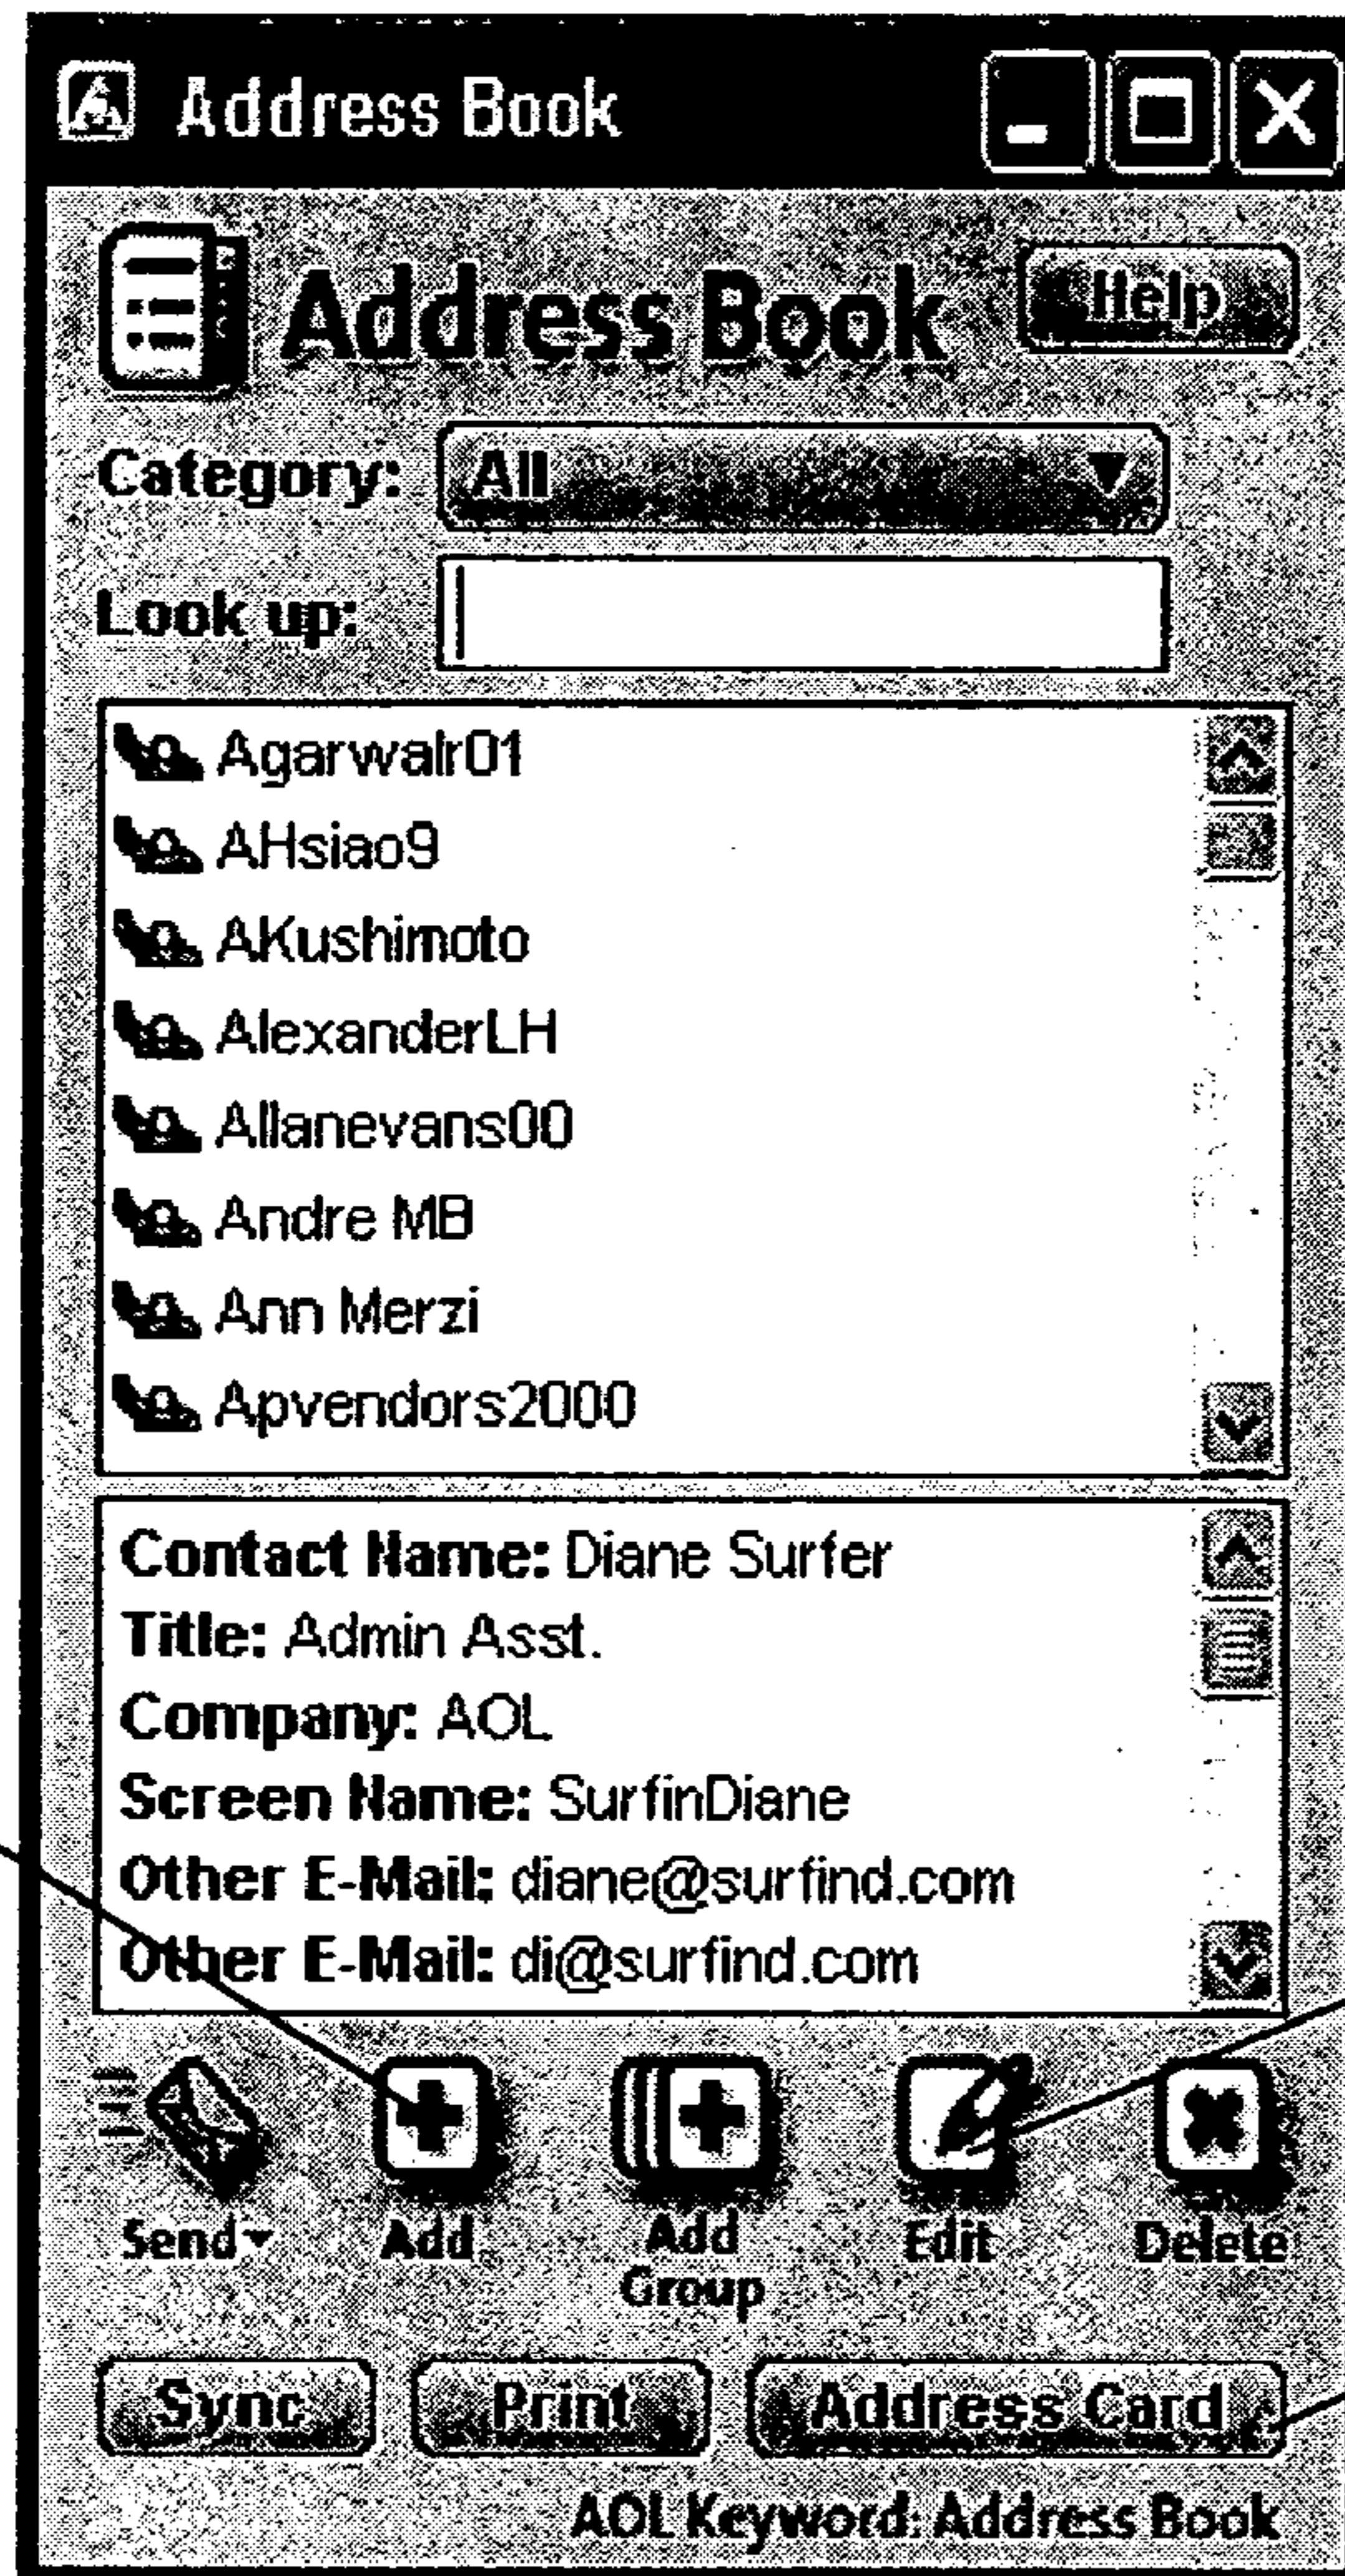 Address Book
Address Book
Help
Category: All
Look up:
Agarwalr01
AHsiao9
AKushimoto
AlexanderLH
Allanevans00
Andre MB
Ann Merzi
Apvendors2000
Contact Name: Diane Surfer
Title: Admin Asst.
Company: AOL
Screen Name: SurfinDiane
Other E-Mail: diane@surfind.com
Other E-Mail: di@surfind.com
Send Add Add Group Edit Delete
Sync Print Address Card
AOL Keyword: Address Book